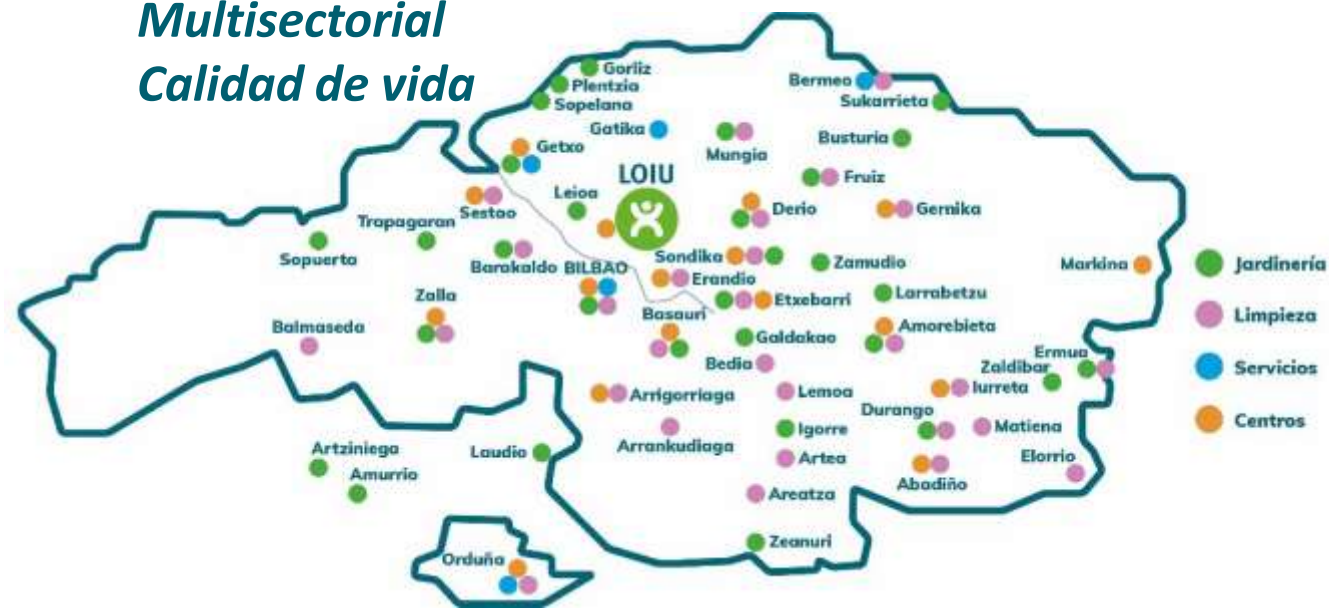 Multisectorial
Calidad de vida
Gorliz
Plentzia
Sopelana
Bermeo
Sukarrieta
Gatika
Getxo
Mungia
Busturia
LOIU
Leioa
Fruiz
Sestao
Derio
Gernika
Trapagaran
Sopuerta
Barakaldo
BILBAO
Sondika
Zamudio
Markina
Jardinería
Erandio
Zalla
Etxebarri
Larrabetzu
Limpieza
Balmaseda
Basauri
Galdakao
Amorebieta
Bedia
Ermua
Zaldibar
Servicios
Arrigorriaga
Lemoa
Iurreta
Durango
Centros
Arrankudiaga
Igorre
Matiena
Artziniega
Laudio
Artea
Elorrio
Amurrio
Abadiño
Areatza
Zeanuri
Orduña